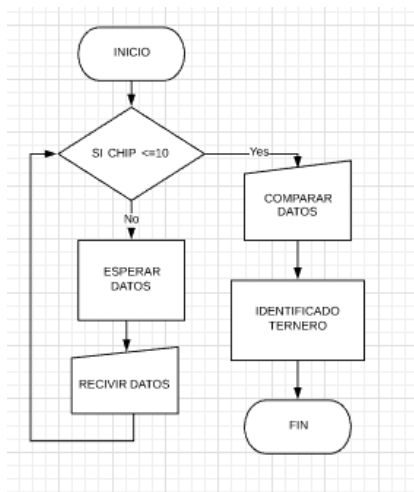 INICIO
SI CHIP <=10
Yes
No
COMPARAR
DATOS
ESPERAR
DATOS
IDENTIFICADO
TERNERO
RECIVIR DATOS
FIN